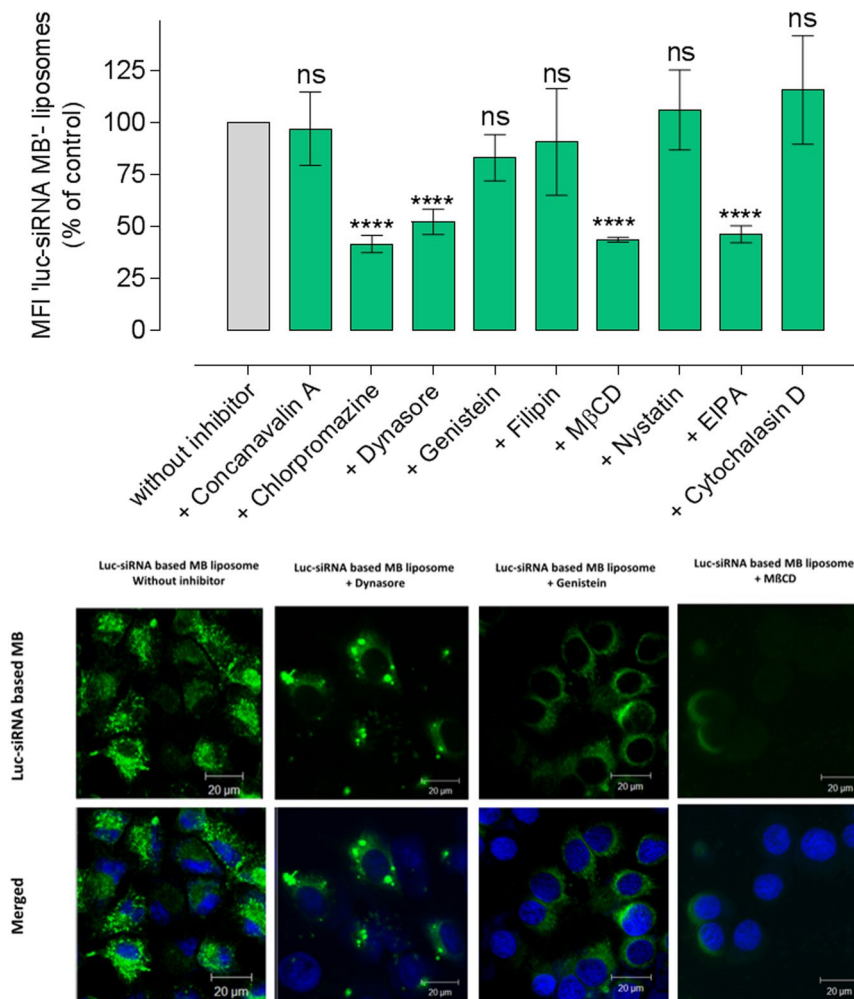 MFI 'luc-siRNA MB'- liposomes
(% of control)
125
100
75
50
25
0
ns
****
****
ns
ns
****
ns
****
ns
without inhibitor
+ Concanavalin A
+ Chlorpromazine
+ Dynasore
+ Genistein
+ Filipin
+ MβCD
+ Nystatin
+ EIPA
+ Cytochalasin D
Luc-siRNA based MB liposome
Without inhibitor
Luc-siRNA based MB liposome
+ Dynasore
Luc-siRNA based MB liposome
+ Genistein
Luc-siRNA based MB liposome
+ MßCD
Luc-siRNA based MB
20 µm
20 µm
20 µm
20 µm
Merged
20 µm
20 µm
20 µm
20 µm